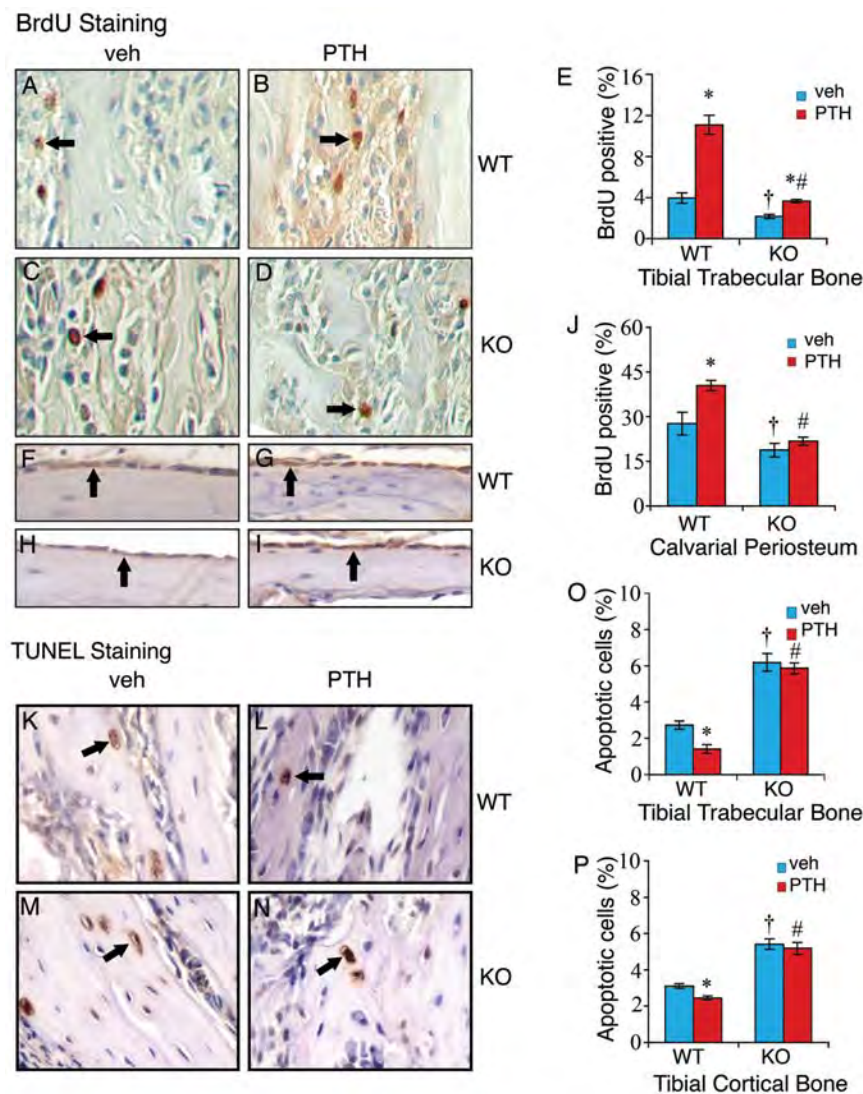 BrdU Staining
veh PTH
A B WT
C D KO
F G WT
H I KO
TUNEL Staining
veh PTH
K L WT
M N KO
E
BrdU positive (%)
16
12
8
4
0
veh
PTH
*
† *#
WT KO
Tibial Trabecular Bone
J
BrdU positive (%)
60
45
30
15
0
veh
PTH
*
† #
WT KO
Calvarial Periosteum
O
Apoptotic cells (%)
10
8
6
4
2
0
veh
PTH
*
† #
WT KO
Tibial Trabecular Bone
P
Apoptotic cells (%)
10
8
6
4
2
0
veh
PTH
*
† #
WT KO
Tibial Cortical Bone